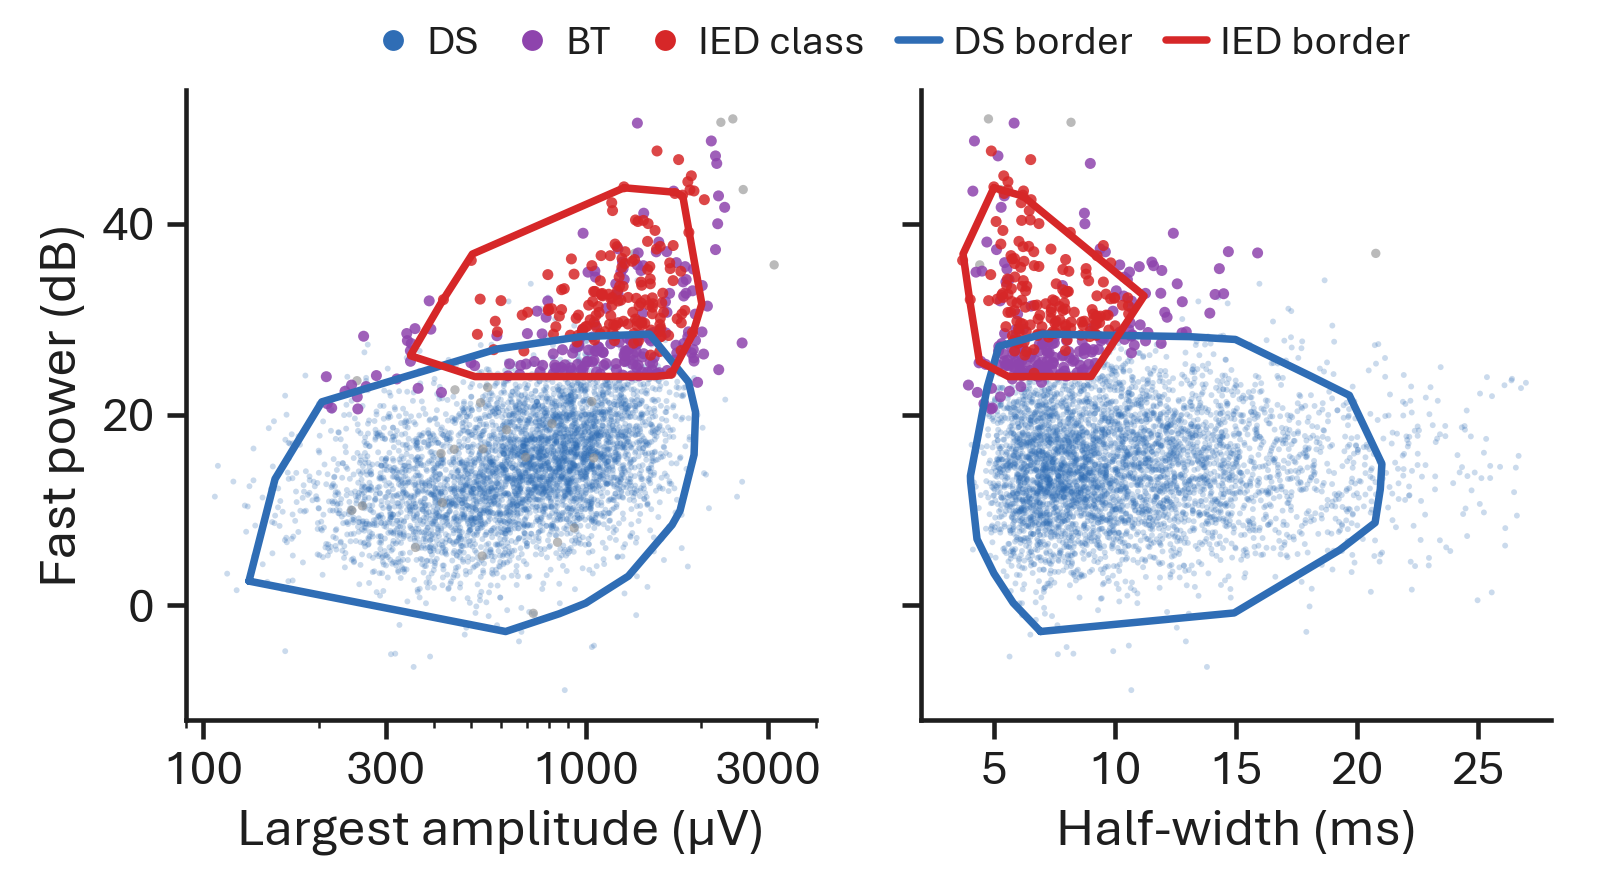 DS BT IED class DS border IED border
Fast power (dB)
40
20
0
100 300 1000 3000
Largest amplitude (µV)
5 10 15 20 25
Half-width (ms)